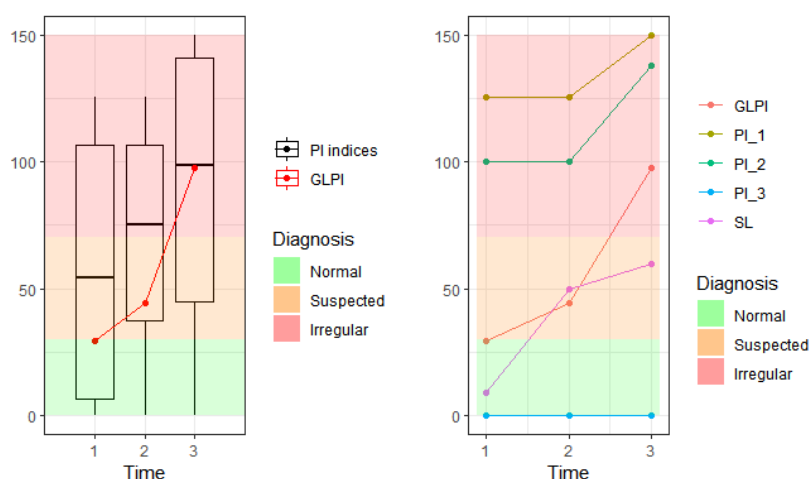 150
100
50
0
1 2 3
Time
PI indices
GLPI
Diagnosis
Normal
Suspected
Irregular
150
100
50
0
1 2 3
Time
GLPI
PI_1
PI_2
PI_3
SL
Diagnosis
Normal
Suspected
Irregular